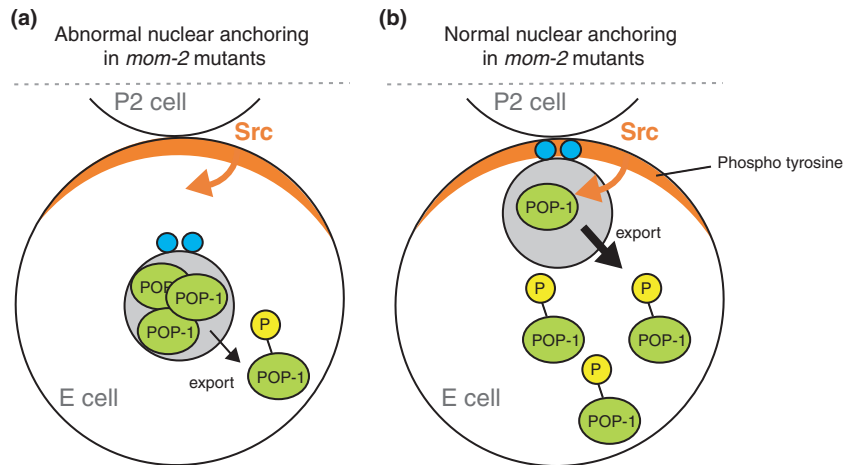 (a)
Abnormal nuclear anchoring
in mom-2 mutants
P2 cell
Src
POP
POP-1
POP-1
P
POP-1
export
E cell
(b)
Normal nuclear anchoring
in mom-2 mutants
P2 cell
Src
Phospho tyrosine
POP-1
export
P
P
POP-1
POP-1
P
POP-1
E cell